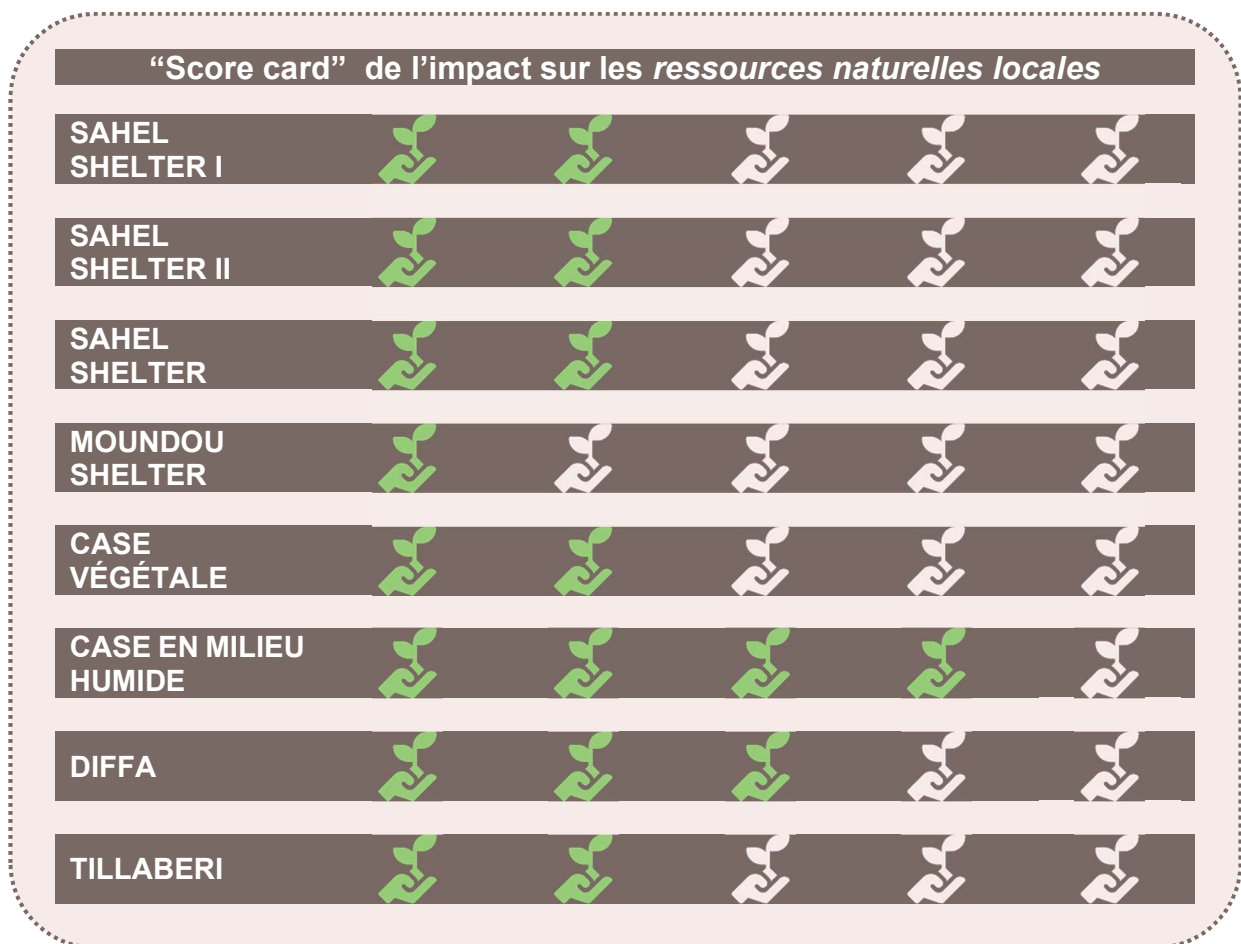 “Score card” de l’impact sur les ressources naturelles locales
SAHEL
SHELTER I
SAHEL
SHELTER II
SAHEL
SHELTER
MOUNDOU
SHELTER
CASE
VÉGÉTALE
CASE EN MILIEU
HUMIDE
DIFFA
TILLABERI